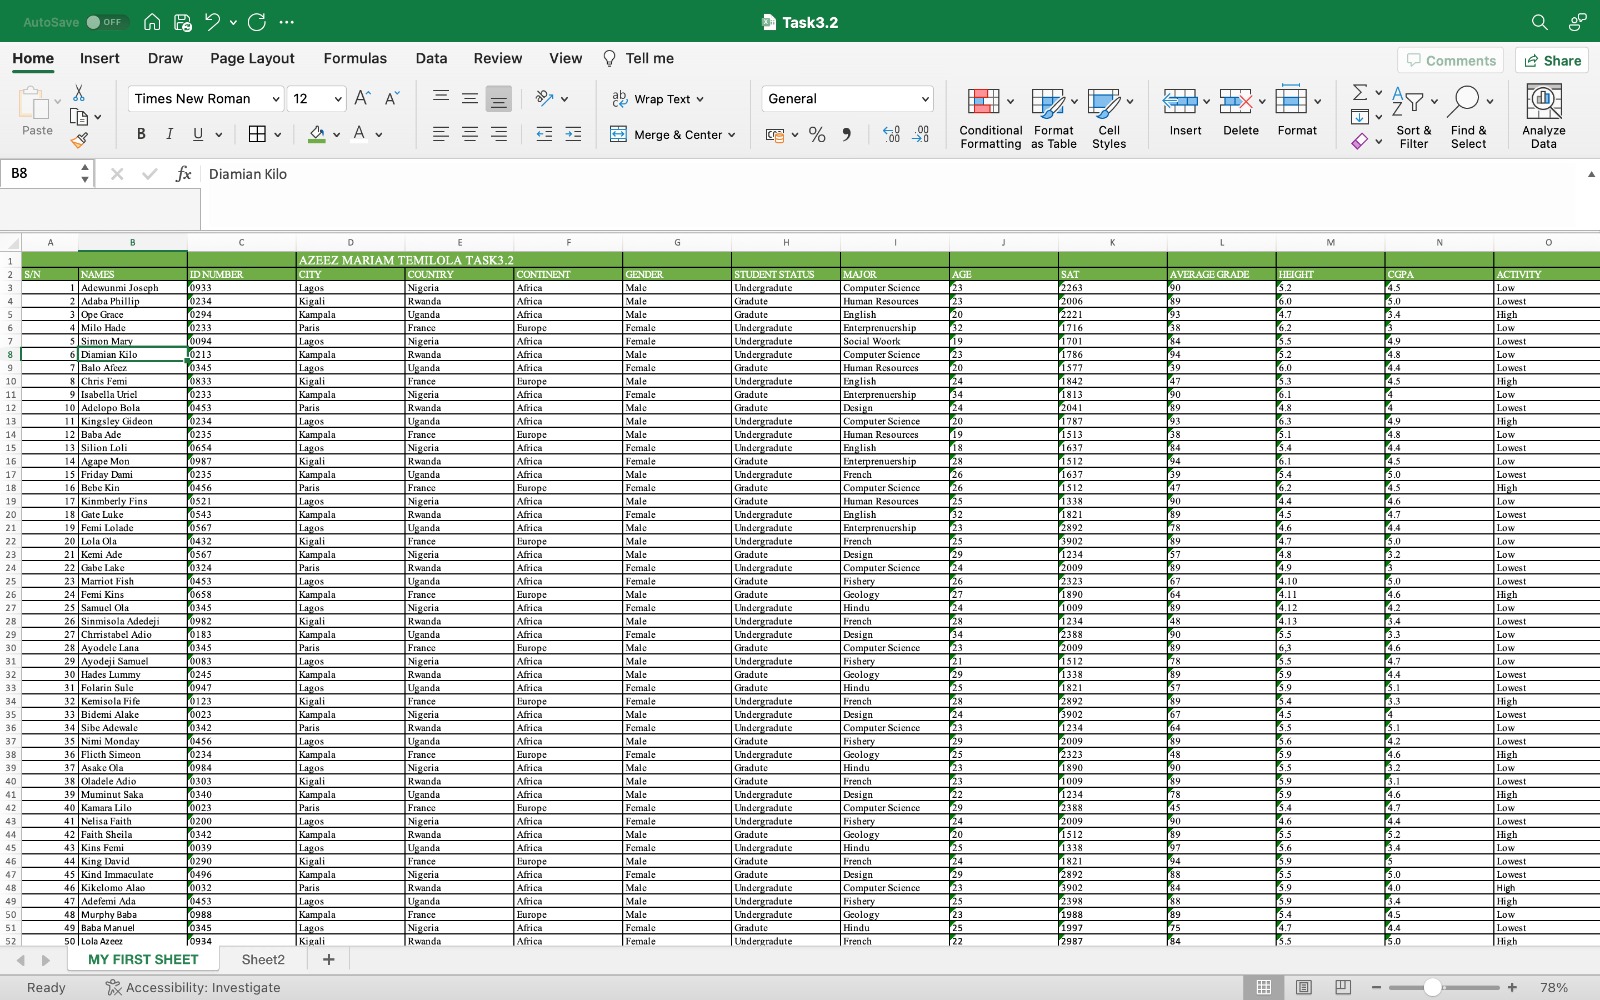 AutoSave OFF Task3.2
Home Insert Draw Page Layout Formulas Data Review View Tell me Comments Share
Paste Times New Roman 12 A A Wrap Text General Conditional Formatting Format as Table Cell Styles Insert Delete Format Sort & Filter Find & Select Analyze Data
B I U A Merge & Center % 
B8 fx Diamian Kilo
A B C D E F G H I J K L M N O
1 AZEEZ MARIAM TEMILOLA TASK3.2
2 S/N NAMES ID NUMBER CITY COUNTRY CONTINENT GENDER STUDENT STATUS MAJOR AGE SAT AVERAGE GRADE HEIGHT CGPA ACTIVITY
3 1 Adewunmi Joseph 0933 Lagos Nigeria Africa Male Undergradute Computer Science 23 2263 90 5.2 4.5 Low
4 2 Adaba Phillip 0234 Kigali Rwanda Africa Male Gradute Human Resources 23 2006 89 6.0 5.0 Lowest
5 3 Ope Grace 0294 Kampala Uganda Africa Male Gradute English 20 2221 93 4.7 3.4 High
6 4 Milo Hade 0233 Paris France Europe Female Undergradute Enterprenuership 32 1716 38 6.2 3 Low
7 5 Simon Mary 0094 Lagos Nigeria Africa Female Undergradute Social Woork 19 1701 84 5.5 4.9 Lowest
8 6 Diamian Kilo 0213 Kampala Rwanda Africa Male Undergradute Computer Science 23 1786 94 5.2 4.8 Low
9 7 Balo Afeez 0345 Lagos Uganda Africa Female Gradute Human Resources 20 1577 39 6.0 4.4 Lowest
10 8 Chris Femi 0833 Kigali France Europe Male Undergradute English 24 1842 47 5.3 4.5 High
11 9 Isabella Uriel 0233 Kampala Nigeria Africa Female Gradute Enterprenuership 34 1813 90 6.1 4 Low
12 10 Adelopo Bola 0453 Paris Rwanda Africa Male Gradute Design 24 2041 89 4.8 4 Lowest
13 11 Kingsley Gideon 0234 Lagos Uganda Africa Female Undergradute Computer Science 20 1787 93 6.3 4.9 High
14 12 Baba Ade 0235 Kampala France Europe Male Undergradute Human Resources 19 1513 38 5.1 4.8 Low
15 13 Silion Loli 0654 Lagos Nigeria Africa Female Undergradute English 18 1637 84 5.4 4.4 Lowest
16 14 Agape Mon 0987 Kigali Rwanda Africa Female Gradute Enterprenuership 28 1512 94 6.1 4.5 Low
17 15 Friday Dami 0235 Kampala Uganda Africa Male Undergradute French 26 1637 39 5.4 5.0 Lowest
18 16 Bebe Kin 0456 Paris France Europe Female Gradute Computer Science 26 1512 47 6.2 4.5 High
19 17 Kinmberly Fins 0521 Lagos Nigeria Africa Male Gradute Human Resources 25 1338 90 4.4 4.6 Low
20 18 Gate Luke 0543 Kampala Rwanda Africa Female Undergradute English 32 1821 89 4.5 4.7 Lowest
21 19 Femi Lolade 0567 Lagos Uganda Africa Male Undergradute Enterprenuership 23 2892 78 4.6 4.4 Low
22 20 Lola Ola 0432 Kigali France Europe Male Undergradute French 25 3902 89 4.7 5.0 Low
23 21 Kemi Ade 0567 Kampala Nigeria Africa Male Gradute Design 29 1234 57 4.8 3.2 Low
24 22 Gabe Lake 0324 Paris Rwanda Africa Female Undergradute Computer Science 24 2009 89 4.9 3 Lowest
25 23 Marriot Fish 0453 Lagos Uganda Africa Female Gradute Fishery 26 2323 67 4.10 5.0 Lowest
26 24 Femi Kins 0658 Kampala France Europe Male Gradute Geology 27 1890 64 4.11 4.6 High
27 25 Samuel Ola 0345 Lagos Nigeria Africa Female Undergradute Hindu 24 1009 89 4.12 4.2 Low
28 26 Sinmisola Adedeji 0982 Kigali Rwanda Africa Male Undergradute French 28 1234 48 4.13 3.4 Lowest
29 27 Chrristabel Adio 0183 Kampala Uganda Africa Female Undergradute Design 34 2388 90 5.5 3.3 Low
30 28 Ayodele Lana 0345 Paris France Europe Male Gradute Computer Science 23 2009 89 6,3 4.6 Low
31 29 Ayodeji Samuel 0083 Lagos Nigeria Africa Male Undergradute Fishery 21 1512 78 5.5 4.7 Low
32 30 Hades Lummy 0245 Kampala Rwanda Africa Male Gradute Geology 29 1338 89 5.9 4.4 Lowest
33 31 Folarin Sule 0947 Lagos Uganda Africa Female Gradute Hindu 25 1821 57 5.9 5.1 Lowest
34 32 Kemisola Fife 0123 Kigali France Europe Female Undergradute French 28 2892 89 5.4 3.3 High
35 33 Bidemi Alake 0023 Kampala Nigeria Africa Male Undergradute Design 24 3902 67 4.5 4 Lowest
36 34 Sibe Adewale 0342 Paris Rwanda Africa Female Undergradute Computer Science 23 1234 64 5.5 5.1 Low
37 35 Nimi Monday 0456 Lagos Uganda Africa Male Gradute Fishery 29 2009 89 5.6 4.2 Lowest
38 36 Flieth Simeon 0234 Kampala France Europe Female Undergradute Geology 25 2323 48 5.9 4.6 High
39 37 Asake Ola 0984 Lagos Nigeria Africa Male Gradute Hindu 23 1890 90 5.5 3.2 Low
40 38 Oladele Adio 0303 Kigali Rwanda Africa Male Gradute French 23 1009 89 5.9 3.1 Lowest
41 39 Muminut Saka 0340 Kampala Uganda Africa Male Undergradute Design 22 1234 78 5.9 4.6 High
42 40 Kamara Lilo 0023 Paris France Europe Female Undergradute Computer Science 29 2388 45 5.4 4.7 Low
43 41 Nelisa Faith 0200 Lagos Nigeria Africa Female Undergradute Fishery 24 2009 90 4.6 4.4 Lowest
44 42 Faith Sheila 0342 Kampala Rwanda Africa Male Gradute Geology 20 1512 89 5.5 5.2 High
45 43 Kins Femi 0039 Lagos Uganda Africa Female Undergradute Hindu 25 1338 97 5.6 3.4 Low
46 44 King David 0290 Kigali France Europe Male Gradute French 24 1821 94 5.9 5 Lowest
47 45 Kind Immaculate 0496 Kampala Nigeria Africa Female Gradute Design 29 2892 88 5.5 5.0 Lowest
48 46 Kikelomo Alao 0032 Paris Rwanda Africa Male Undergradute Computer Science 23 3902 84 5.9 4.0 High
49 47 Adefemi Ada 0453 Lagos Uganda Africa Male Undergradute Fishery 25 2398 88 5.9 3.4 High
50 48 Murphy Baba 0988 Kampala France Europe Male Undergradute Geology 23 1988 89 5.4 4.5 Low
51 49 Baba Manuel 0345 Lagos Nigeria Africa Female Gradute Hindu 25 1997 75 4.7 4.4 Lowest
52 50 Lola Azeez 0934 Kigali Rwanda Africa Female Undergradute French 22 2987 84 5.5 5.0 High
MY FIRST SHEET Sheet2 +
Ready Accessibility: Investigate 78%